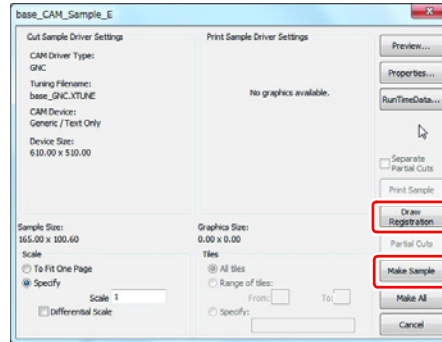 base_CAM_Sample_E
Cut Sample Driver Settings
CAM Driver Type:
GNC
Tuning Filename:
base_GNC.XTUNE
CAM Device:
Generic / Text Only
Device Size:
610.00 x 510.00
Sample Size:
165.00 x 100.60
Print Sample Driver Settings
No graphics available.
Graphics Size:
0.00 x 0.00
Scale
To Fit One Page
Specify
Scale 1
Differential Scale
Tiles
All tiles
Range of tiles:
From: To:
Specify:
Preview...
Properties...
RunTimeData...
Separate
Partial Cuts
Print Sample
Draw
Registration
Partial Cuts
Make Sample
Make All
Cancel